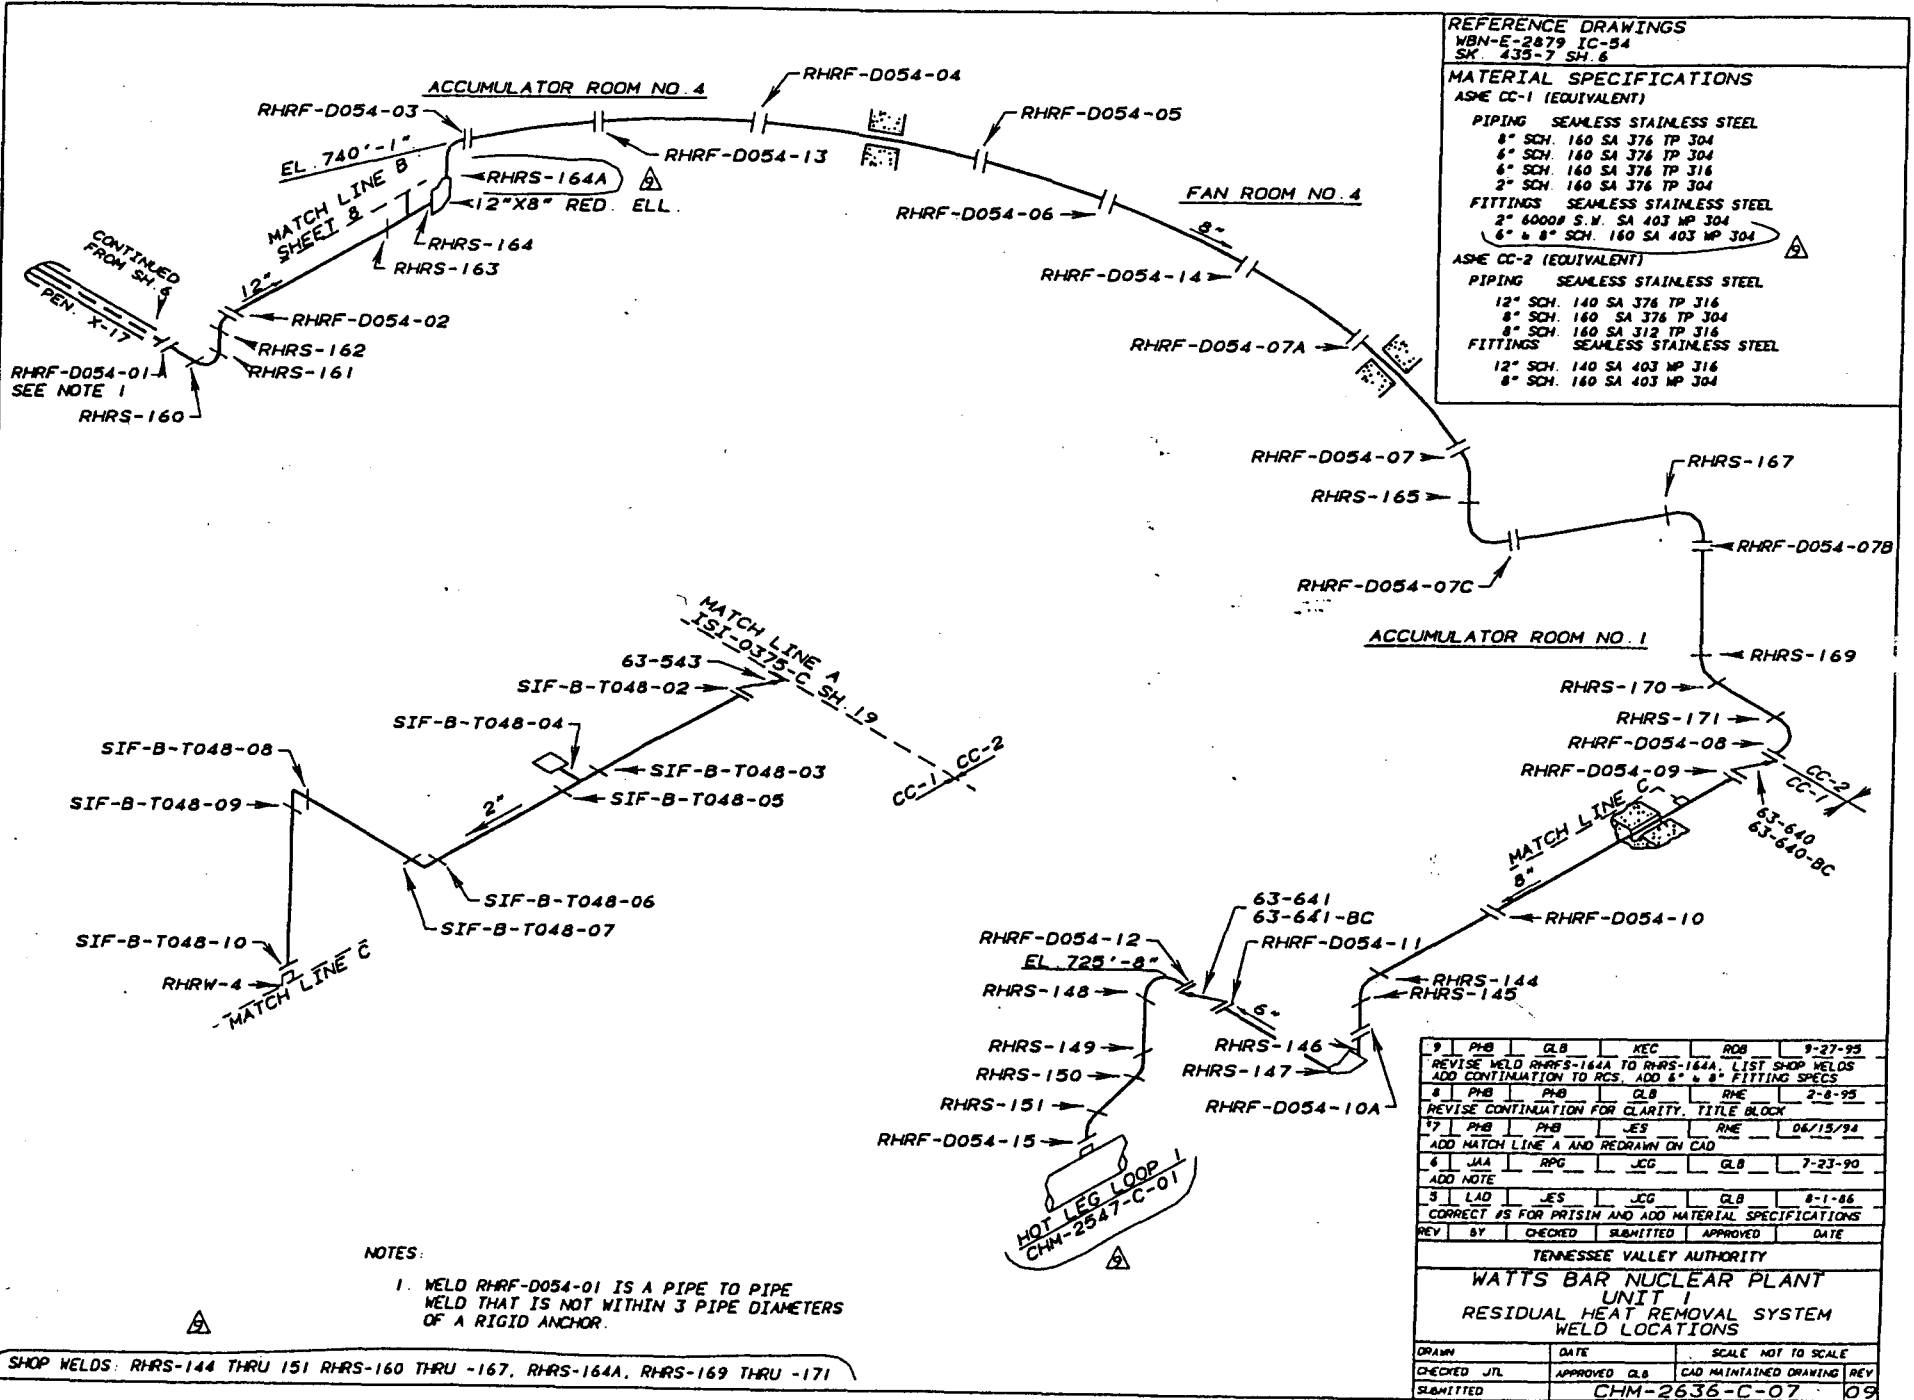 REFERENCE DRAWINGS
WBN-E-2879 IC-54
SK. 435-7 SH.6
MATERIAL SPECIFICATIONS
ASME CC-1 (EQUIVALENT)
PIPING SEAMLESS STAINLESS STEEL
8" SCH. 160 SA 376 TP 304
6" SCH. 160 SA 376 TP 304
6" SCH. 160 SA 376 TP 316
2" SCH. 160 SA 376 TP 304
FITTINGS SEAMLESS STAINLESS STEEL
2" 6000# S.W. SA 403 WP 304
6" & 8" SCH. 160 SA 403 WP 304
9
ASME CC-2 (EQUIVALENT)
PIPING SEAMLESS STAINLESS STEEL
12" SCH. 140 SA 376 TP 316
8" SCH. 160 SA 376 TP 304
8" SCH. 160 SA 312 TP 316
FITTINGS SEAMLESS STAINLESS STEEL
12" SCH. 140 SA 403 WP 316
8" SCH. 160 SA 403 WP 304
ACCUMULATOR ROOM NO.4
RHRF-D054-04
RHRF-D054-03
RHRF-D054-05
EL.740'-1"
RHRF-D054-13
MATCH LINE B
SHEET 8
RHRS-164A
9
12"X8" RED. ELL.
FAN ROOM NO.4
RHRF-D054-06
8"
RHRS-164
RHRS-163
CONTINUED
FROM SH.6
RHRF-D054-14
12"
PEN. X-17
RHRF-D054-02
RHRS-162
RHRF-D054-07A
RHRS-161
RHRF-D054-01
SEE NOTE 1
RHRS-160
RHRF-D054-07
RHRS-167
RHRS-165
RHRF-D054-07B
RHRF-D054-07C
ACCUMULATOR ROOM NO.1
RHRS-169
RHRS-170
RHRS-171
RHRF-D054-08
RHRF-D054-09
CC-2
CC-1
63-640
63-640-BC
MATCH LINE C
8"
RHRF-D054-10
MATCH LINE A
ISI-0375-C SH.19
63-543
SIF-B-T048-02
SIF-B-T048-04
SIF-B-T048-08
SIF-B-T048-03
CC-1 CC-2
SIF-B-T048-09
SIF-B-T048-05
2"
SIF-B-T048-06
SIF-B-T048-07
SIF-B-T048-10
RHRW-4
MATCH LINE C
63-641
63-641-BC
RHRF-D054-12
RHRF-D054-11
EL.725'-8"
RHRS-144
RHRS-148
RHRS-145
6"
RHRS-149
RHRS-146
RHRS-150
RHRS-147
RHRS-151
RHRF-D054-10A
RHRF-D054-15
HOT LEG LOOP 1
CHM-2547-C-01
9
NOTES:
1. WELD RHRF-D054-01 IS A PIPE TO PIPE
WELD THAT IS NOT WITHIN 3 PIPE DIAMETERS
OF A RIGID ANCHOR.
9
SHOP WELDS: RHRS-144 THRU 151 RHRS-160 THRU -167, RHRS-164A, RHRS-169 THRU -171
9 PHB GLB KEC ROB 9-27-95
REVISE WELD RHRFS-164A TO RHRS-164A. LIST SHOP WELDS
ADD CONTINUATION TO RCS. ADD 6" & 8" FITTING SPECS
8 PHB PHB GLB RHE 2-8-95
REVISE CONTINUATION FOR CLARITY. TITLE BLOCK
7 PHB PHB JES RHE 06/15/94
ADD MATCH LINE A AND REDRAWN ON CAD
6 JAA RPG JCG GLB 7-23-90
ADD NOTE
5 LAD JES JCG GLB 8-1-86
CORRECT #S FOR PRISIM AND ADD MATERIAL SPECIFICATIONS
REV BY CHECKED SUBMITTED APPROVED DATE
TENNESSEE VALLEY AUTHORITY
WATTS BAR NUCLEAR PLANT
UNIT 1
RESIDUAL HEAT REMOVAL SYSTEM
WELD LOCATIONS
DRAWN DATE SCALE NOT TO SCALE
CHECKED JTL APPROVED GLB CAD MAINTAINED DRAWING REV
SUBMITTED CHM-2636-C-07 09